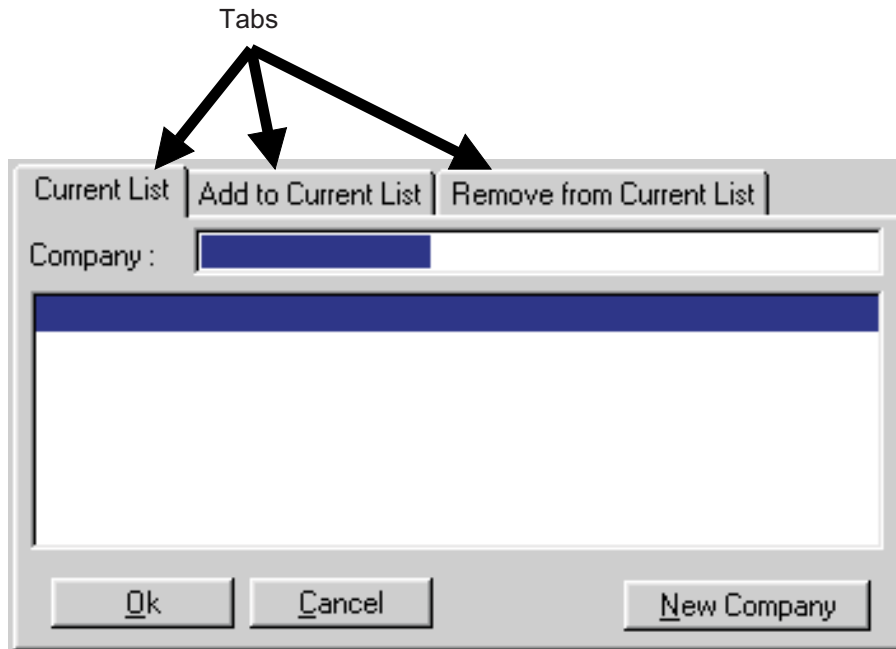 Tabs
Current List Add to Current List Remove from Current List
Company :
Ok Cancel New Company